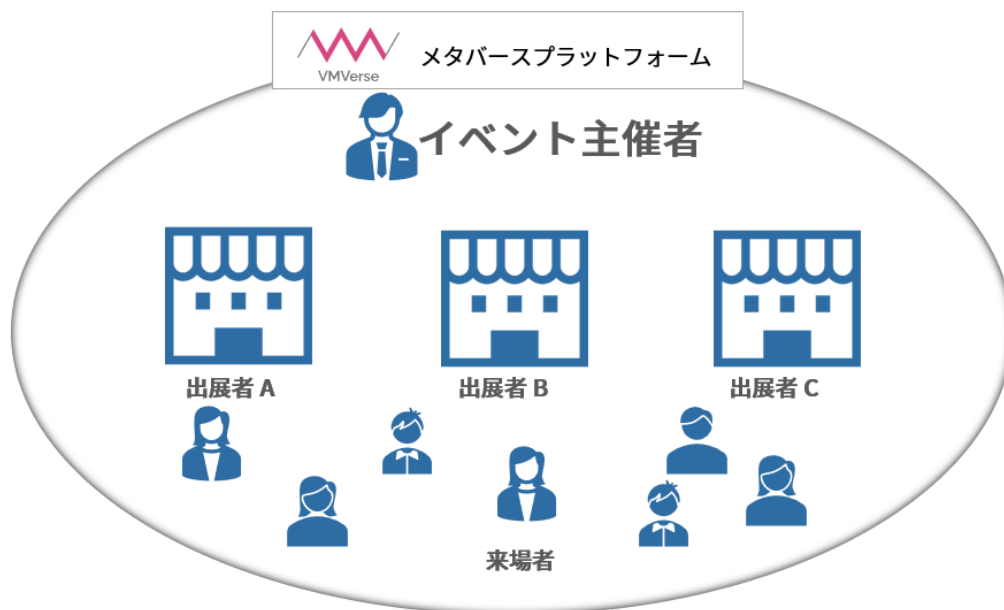 VMVerse
メタバースプラットフォーム
イベント主催者
出展者 A
出展者 B
出展者 C
来場者